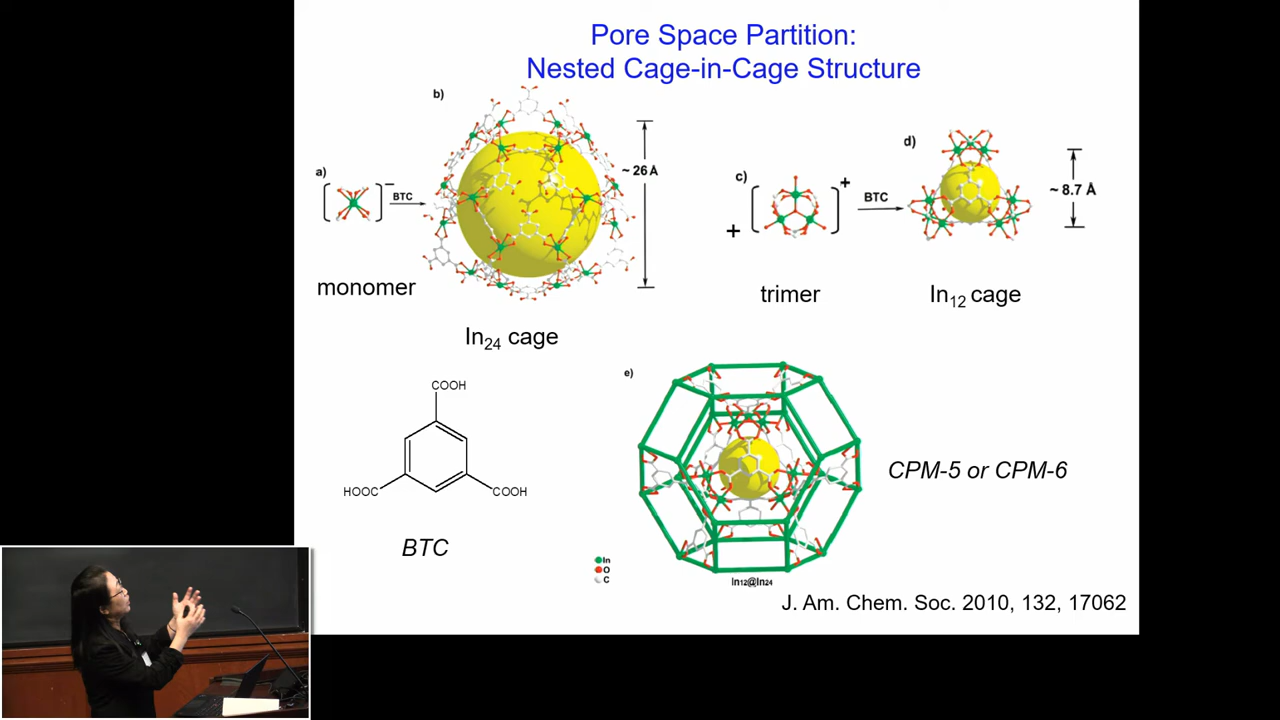 Pore Space Partition:
Nested Cage-in-Cage Structure
a)
−
BTC
monomer
b)
~ 26 Å
In24 cage
c)
+
+
BTC
trimer
d)
~ 8.7 Å
In12 cage
COOH
HOOC
COOH
BTC
e)
In
O
C
In12@In24
CPM-5 or CPM-6
J. Am. Chem. Soc. 2010, 132, 17062